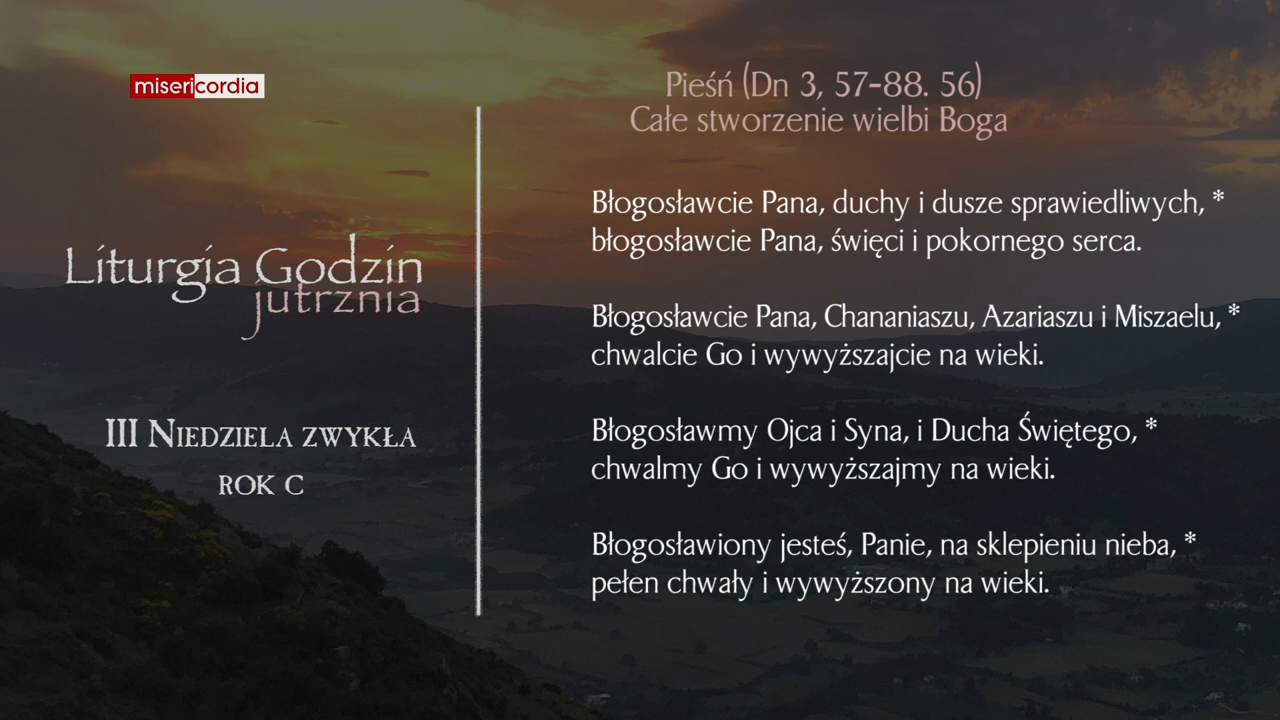 misericordia
Liturgia Godzin
jutrznia
III Niedziela zwykła
rok C
Pieśń (Dn 3, 57-88. 56)
Całe stworzenie wielbi Boga
Błogosławcie Pana, duchy i dusze sprawiedliwych, *
błogosławcie Pana, święci i pokornego serca.
Błogosławcie Pana, Chananiaszu, Azariaszu i Miszaelu, *
chwalcie Go i wywyższajcie na wieki.
Błogosławmy Ojca i Syna, i Ducha Świętego, *
chwalmy Go i wywyższajmy na wieki.
Błogosławiony jesteś, Panie, na sklepieniu nieba, *
pełen chwały i wywyższony na wieki.